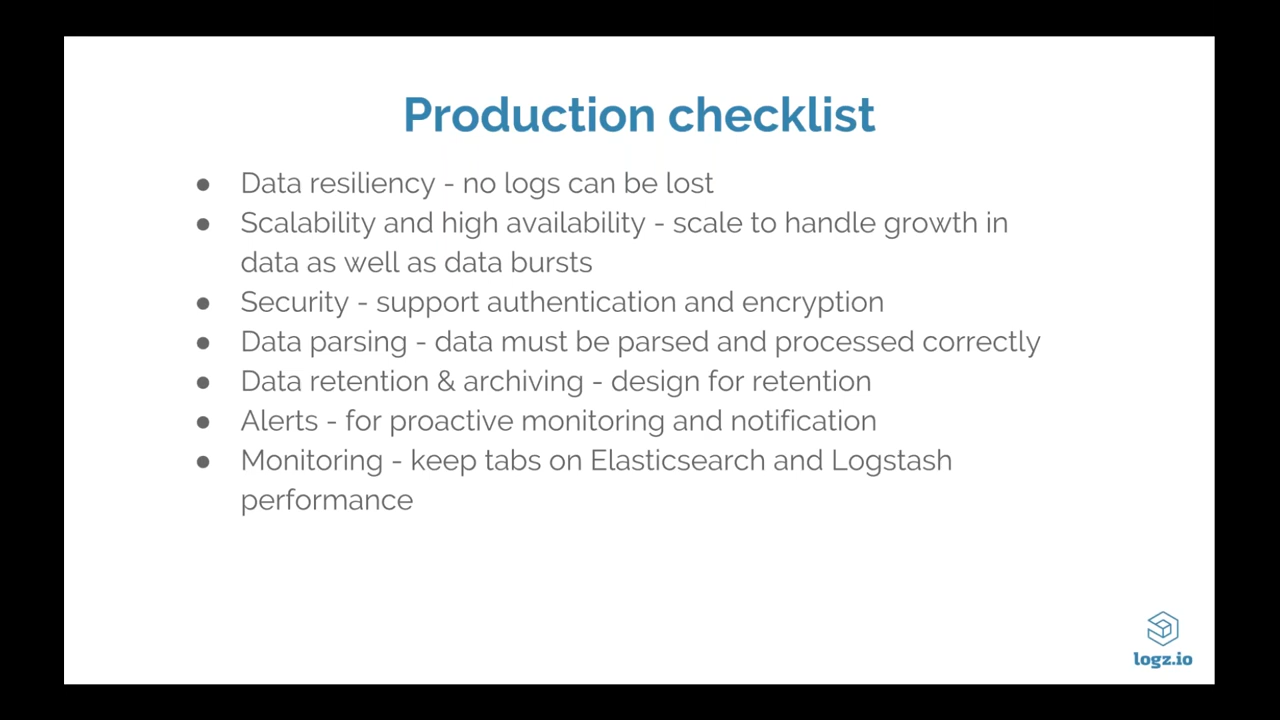 Production checklist
● Data resiliency - no logs can be lost
● Scalability and high availability - scale to handle growth in
data as well as data bursts
● Security - support authentication and encryption
● Data parsing - data must be parsed and processed correctly
● Data retention & archiving - design for retention
● Alerts - for proactive monitoring and notification
● Monitoring - keep tabs on Elasticsearch and Logstash
performance
logz.io